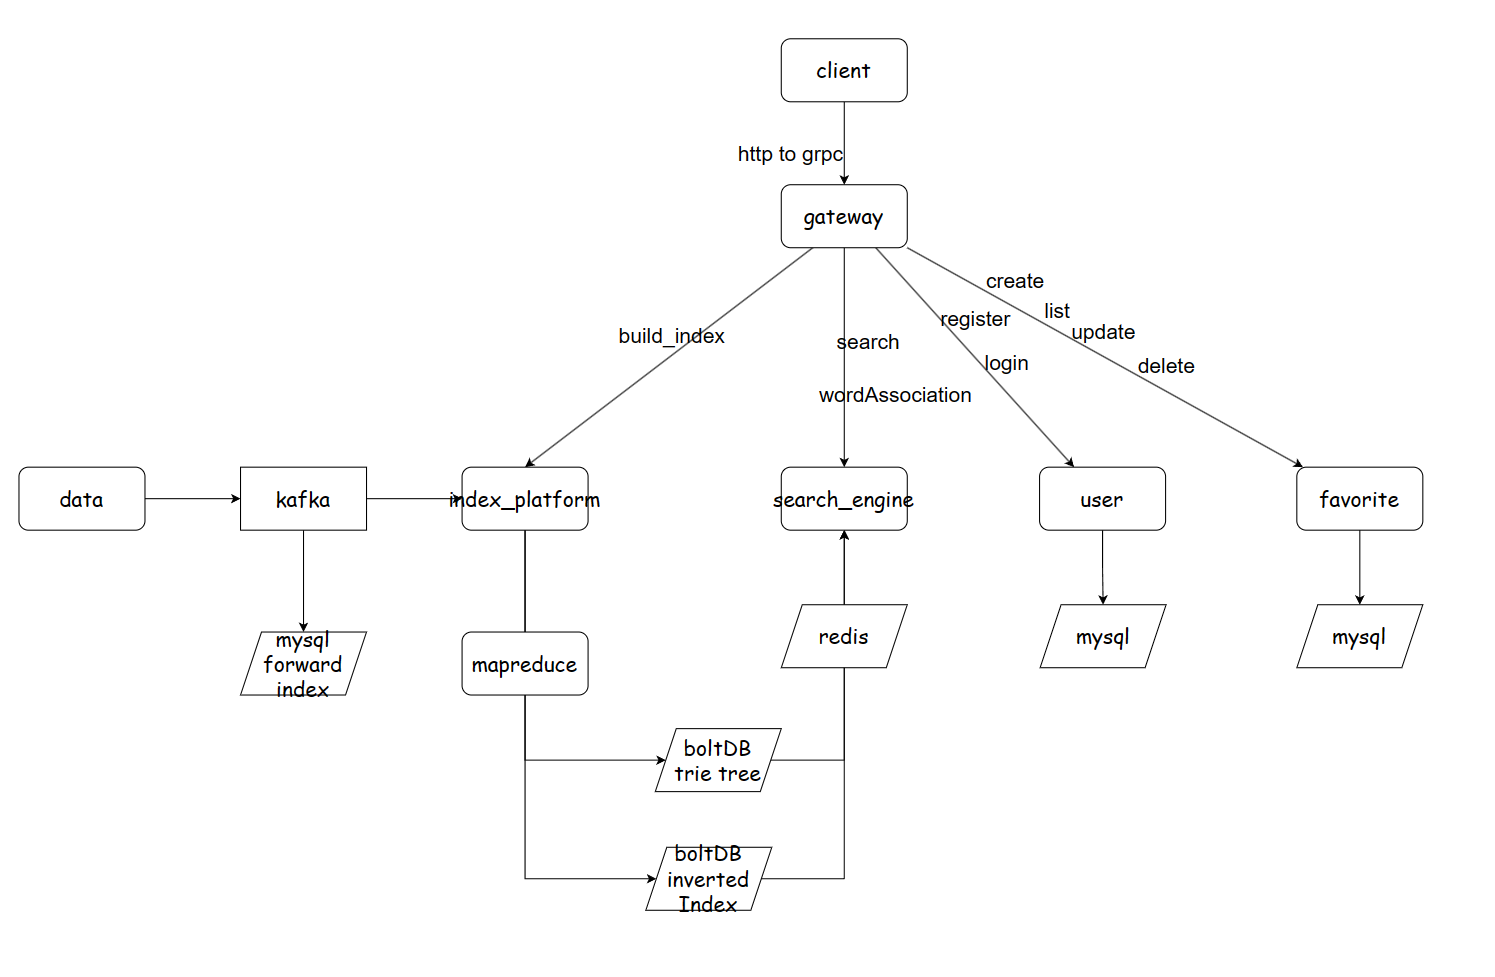 client
http to grpc
gateway
create
list
register
update
build_index
search
login
delete
wordAssociation
data
kafka
index_platform
search_engine
user
favorite
mysql
forward
index
mapreduce
redis
mysql
mysql
boltDB
trie tree
boltDB
inverted
Index